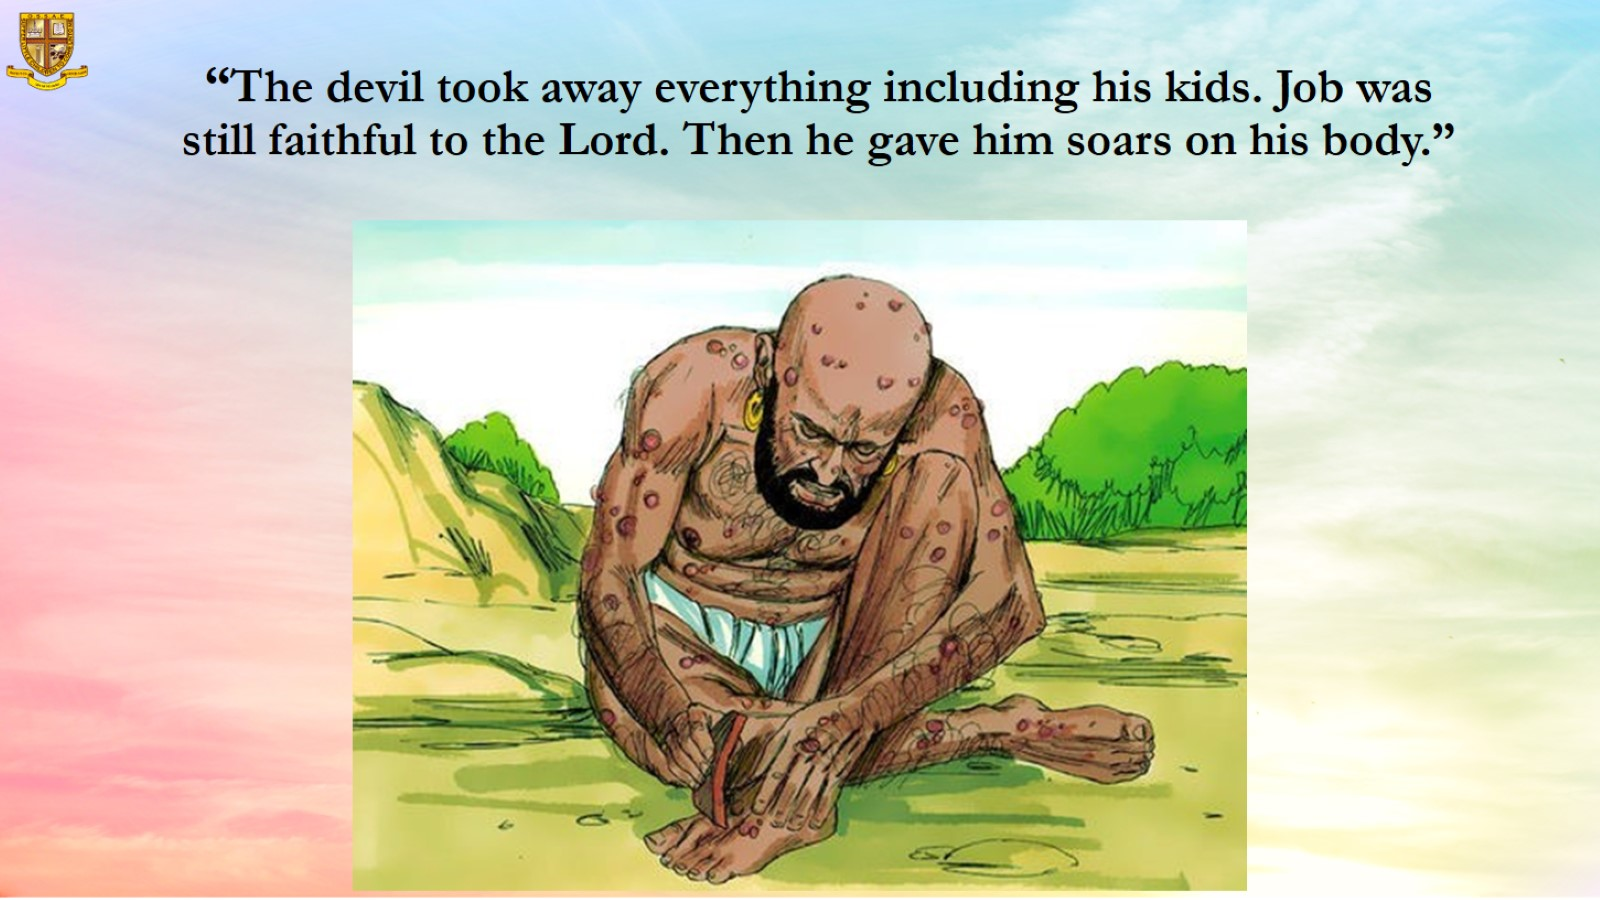 “The devil took away everything including his kids. Job was
still faithful to the Lord. Then he gave him soars on his body.”